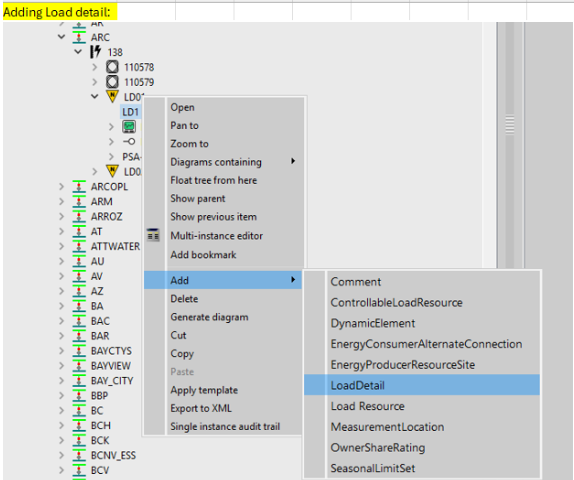 Adding Load detail:
AR
ARC
138
110578
110579
LD0
LD1
PSA
LD0
ARCOPL
ARM
ARROZ
AT
ATTWATER
AU
AV
AZ
BA
BAC
BAR
BAYCTYS
BAYVIEW
BAY_CITY
BBP
BC
BCH
BCK
BCNV_ESS
BCV
Open
Pan to
Zoom to
Diagrams containing
Float tree from here
Show parent
Show previous item
Multi-instance editor
Add bookmark
Add
Delete
Generate diagram
Cut
Copy
Paste
Apply template
Export to XML
Single instance audit trail
Comment
ControllableLoadResource
DynamicElement
EnergyConsumerAlternateConnection
EnergyProducerResourceSite
LoadDetail
Load Resource
MeasurementLocation
OwnerShareRating
SeasonalLimitSet